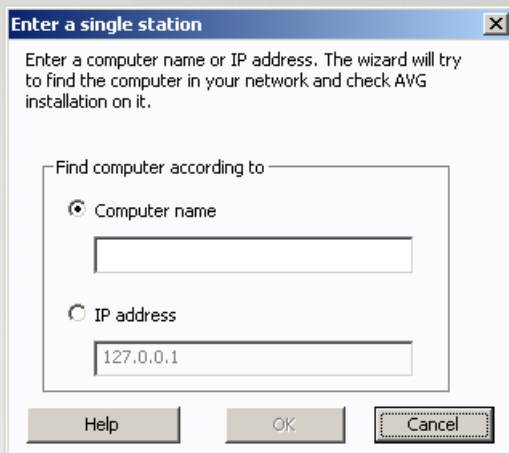 Enter a single station
Enter a computer name or IP address. The wizard will try
to find the computer in your network and check AVG
installation on it.
Find computer according to
Computer name
IP address
127.0.0.1
Help OK Cancel